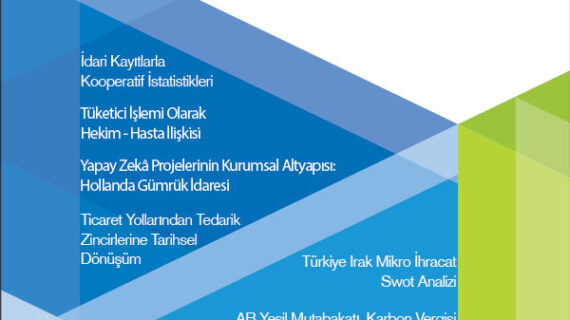 İdari Kayıtlarla
Kooperatif İstatistikleri
Tüketici İşlemi Olarak
Hekim - Hasta İlişkisi
Yapay Zekâ Projelerinin Kurumsal Altyapısı:
Hollanda Gümrük İdaresi
Ticaret Yollarından Tedarik
Zincirlerine Tarihsel
Dönüşüm
Türkiye Irak Mikro İhracat
Swot Analizi
AB Yeşil Mutabakatı, Karbon Vergisi